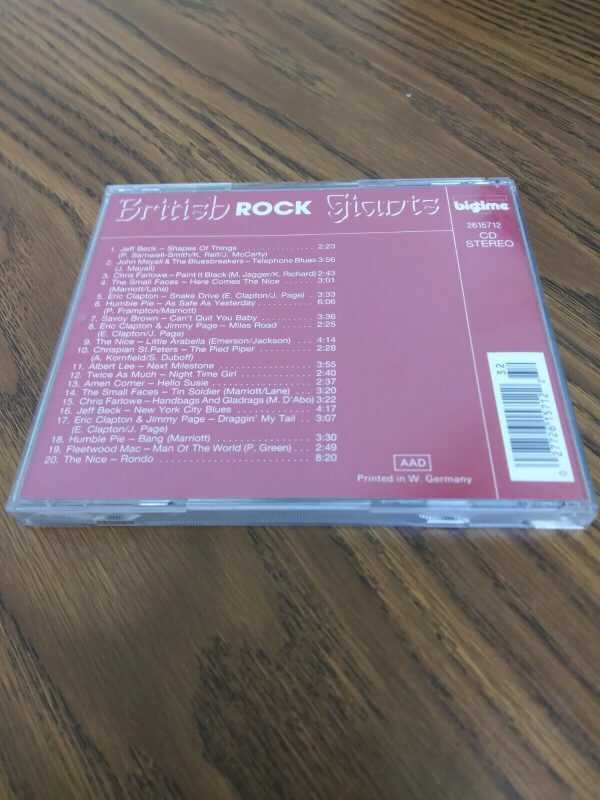 British ROCK Giants
bigtime
2615712
CD
STEREO
1. Jeff Beck – Shapes Of Things . . . . . . . . . . . 2:23
(P. Samwell-Smith/K. Relf/J. McCarty)
2. John Mayall & The Bluesbreakers – Telephone Blues 3:56
(J. Mayall)
3. Chris Farlowe – Paint It Black (M. Jagger/K. Richard) 2:43
4. The Small Faces – Here Comes The Nice . . . . . . . 3:01
(Marriott/Lane)
5. Eric Clapton – Snake Drive (E. Clapton/J. Page) . . . 3:33
6. Humble Pie – As Safe As Yesterday . . . . . . . . . 6:06
(P. Frampton/Marriott)
7. Savoy Brown – Can't Quit You Baby . . . . . . . . . 3:36
8. Eric Clapton & Jimmy Page – Miles Road . . . . . . 2:25
(E. Clapton/J. Page)
9. The Nice – Little Arabella (Emerson/Jackson) . . . . 4:14
10. Chrispian St. Peters – The Pied Piper . . . . . . . 2:28
(A. Kornfield/S. Duboff)
11. Albert Lee – Next Milestone . . . . . . . . . . . . 3:55
12. Twice As Much – Night Time Girl . . . . . . . . . . 2:40
13. Amen Corner – Hello Susie . . . . . . . . . . . . . 2:37
14. The Small Faces – Tin Soldier (Marriott/Lane) . . . 3:20
15. Chris Farlowe – Handbags And Gladrags (M. D'Abo) 3:22
16. Jeff Beck – New York City Blues . . . . . . . . . . 4:17
17. Eric Clapton & Jimmy Page – Draggin' My Tail . . 3:07
(E. Clapton/J. Page)
18. Humble Pie – Bang (Marriott) . . . . . . . . . . . 3:30
19. Fleetwood Mac – Man Of The World (P. Green) . . . 2:49
20. The Nice – Rondo . . . . . . . . . . . . . . . . . 8:20
AAD
Printed in W. Germany
32
0 27726 15712 2